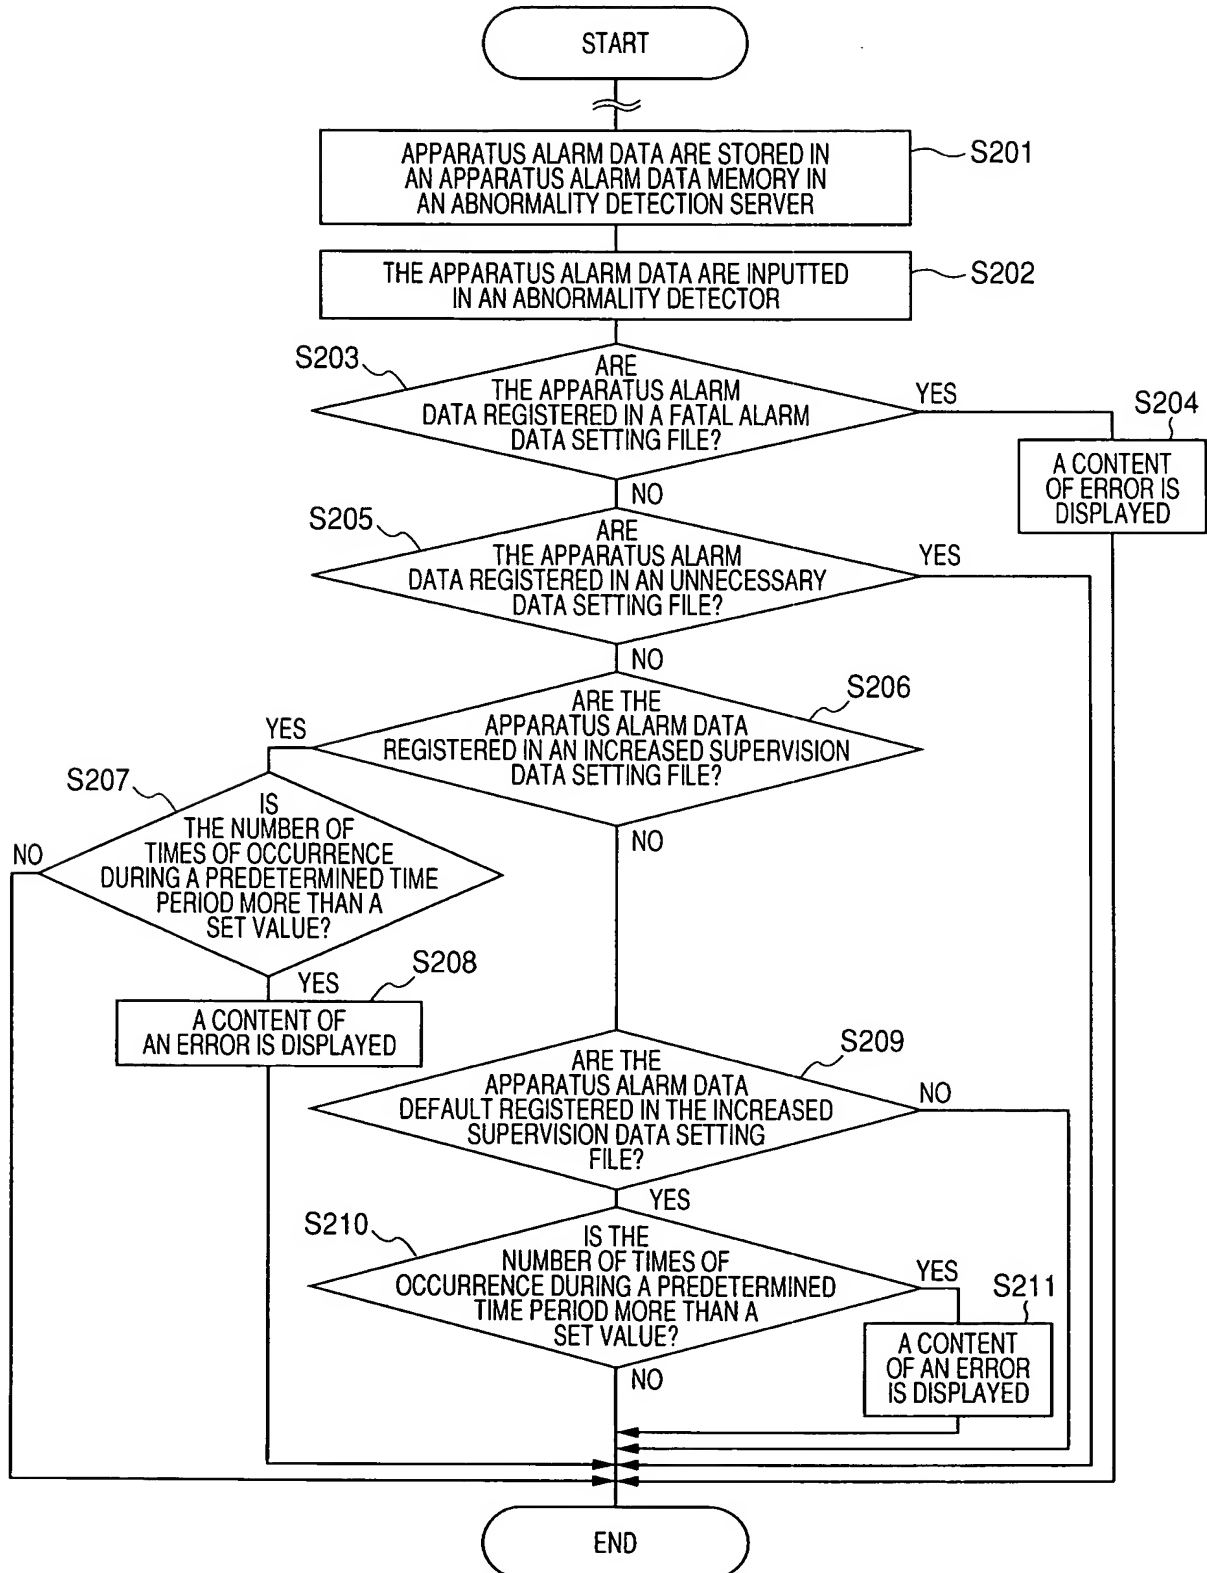 START
APPARATUS ALARM DATA ARE STORED IN
AN APPARATUS ALARM DATA MEMORY IN
AN ABNORMALITY DETECTION SERVER
S201
THE APPARATUS ALARM DATA ARE INPUTTED
IN AN ABNORMALITY DETECTOR
S202
S203
ARE
THE APPARATUS ALARM
DATA REGISTERED IN A FATAL ALARM
DATA SETTING FILE?
YES
S204
A CONTENT
OF ERROR IS
DISPLAYED
NO
S205
ARE
THE APPARATUS ALARM
DATA REGISTERED IN AN UNNECESSARY
DATA SETTING FILE?
YES
NO
S206
ARE THE
APPARATUS ALARM DATA
REGISTERED IN AN INCREASED SUPERVISION
DATA SETTING FILE?
YES
NO
S207
IS
THE NUMBER OF
TIMES OF OCCURRENCE
DURING A PREDETERMINED TIME
PERIOD MORE THAN A
SET VALUE?
NO
YES
S208
A CONTENT OF
AN ERROR IS DISPLAYED
S209
ARE THE
APPARATUS ALARM DATA
DEFAULT REGISTERED IN THE INCREASED
SUPERVISION DATA SETTING
FILE?
NO
YES
S210
IS THE
NUMBER OF TIMES OF
OCCURRENCE DURING A PREDETERMINED
TIME PERIOD MORE THAN A
SET VALUE?
YES
S211
A CONTENT
OF AN ERROR
IS DISPLAYED
NO
END